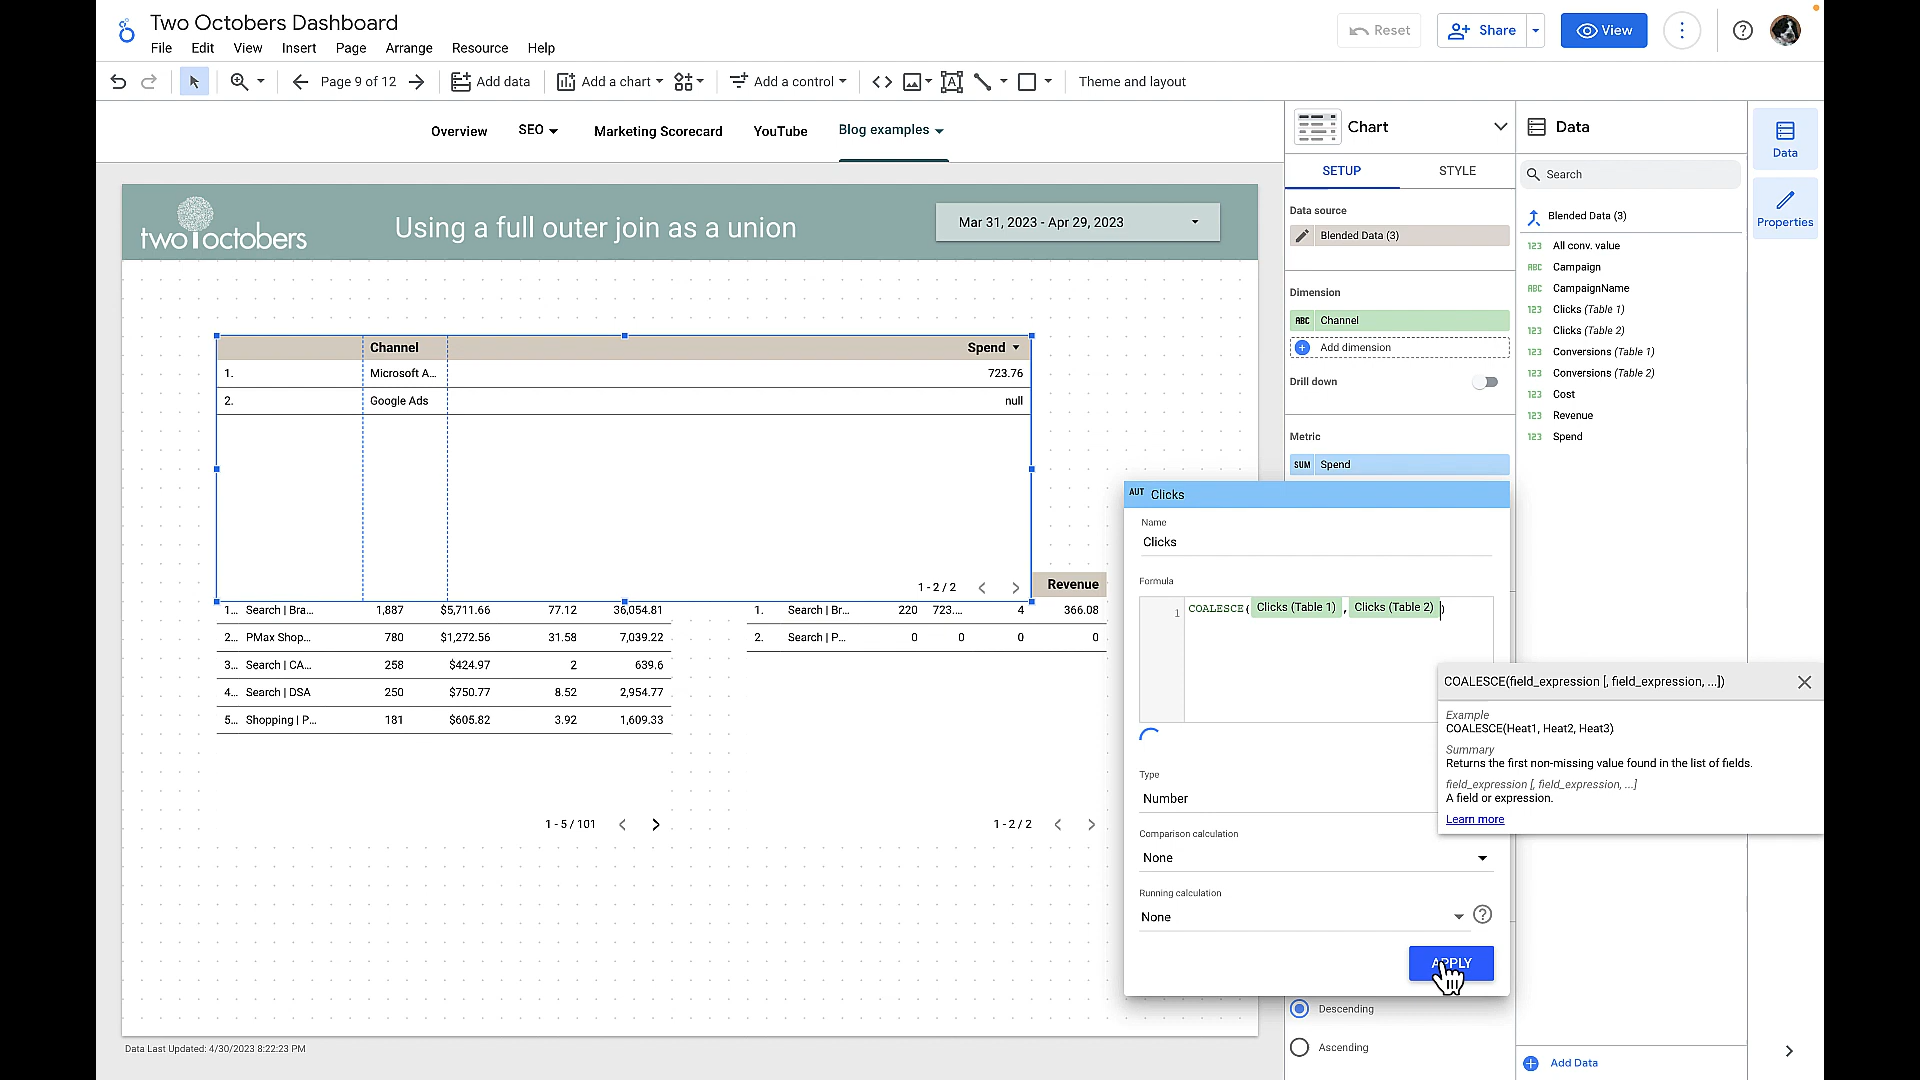 Two Octobers Dashboard
File Edit View Insert Page Arrange Resource Help
Reset Share View
Page 9 of 12 Add data Add a chart Add a control Theme and layout
Overview SEO Marketing Scorecard YouTube Blog examples
two octobers
Using a full outer join as a union
Mar 31, 2023 - Apr 29, 2023
Channel Spend
1. Microsoft A... 723.76
2. Google Ads null
1 - 2 / 2
Revenue
1... Search | Bra... 1,887 $5,711.66 77.12 36,054.81
2... PMax Shop... 780 $1,272.56 31.58 7,039.22
3... Search | CA... 258 $424.97 2 639.6
4... Search | DSA 250 $750.77 8.52 2,954.77
5... Shopping | P... 181 $605.82 3.92 1,609.33
1 - 5 / 101
1. Search | Br... 220 723.... 4 366.08
2. Search | P... 0 0 0 0
1 - 2 / 2
Data Last Updated: 4/30/2023 8:22:23 PM
Chart
SETUP STYLE
Data source
Blended Data (3)
Dimension
ABC Channel
Add dimension
Drill down
Metric
SUM Spend
AUT Clicks
Name
Clicks
Formula
1 COALESCE( Clicks (Table 1) , Clicks (Table 2) )
Type
Number
Comparison calculation
None
Running calculation
None
APPLY
Descending
Ascending
COALESCE(field_expression [, field_expression, ...])
Example
COALESCE(Heat1, Heat2, Heat3)
Summary
Returns the first non-missing value found in the list of fields.
field_expression [, field_expression, ...]
A field or expression.
Learn more
Data
Search
Blended Data (3)
123 All conv. value
ABC Campaign
ABC CampaignName
123 Clicks (Table 1)
123 Clicks (Table 2)
123 Conversions (Table 1)
123 Conversions (Table 2)
123 Cost
123 Revenue
123 Spend
Add Data
Data
Properties